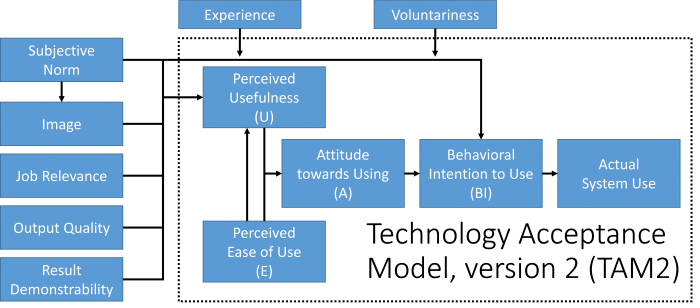 Experience
Voluntariness
Subjective
Norm
Image
Job Relevance
Output Quality
Result
Demonstrability
Perceived
Usefulness
(U)
Perceived
Ease of Use
(E)
Attitude
towards Using
(A)
Behavioral
Intention to Use
(BI)
Actual
System Use
Technology Acceptance
Model, version 2 (TAM2)